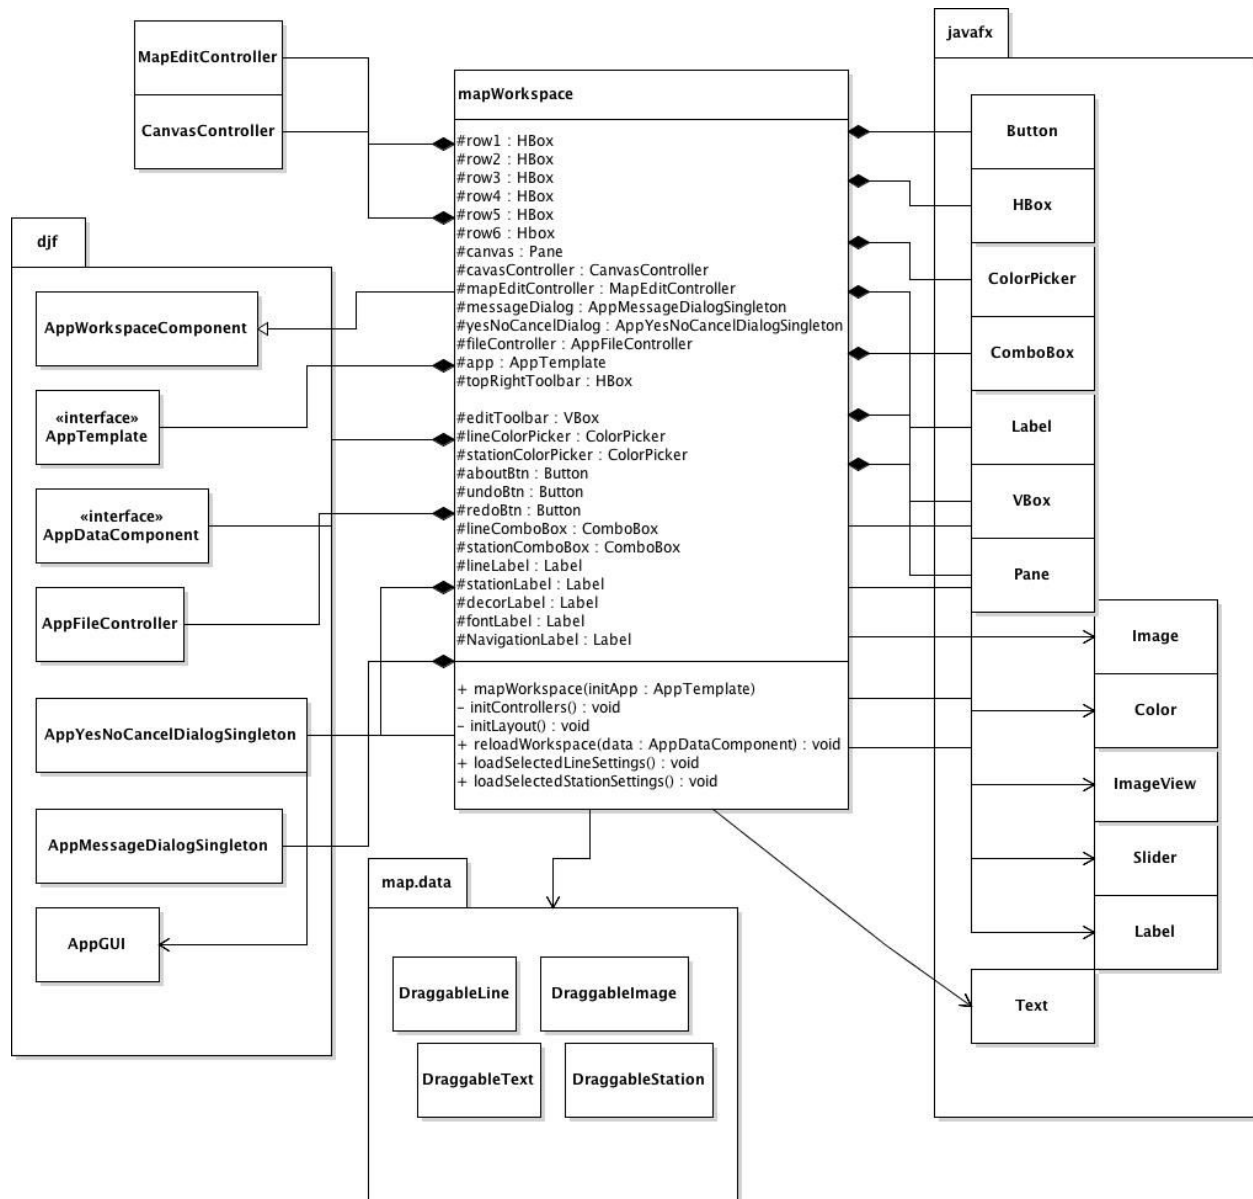 MapEditController
CanvasController
djf
AppWorkspaceComponent
«interface»
AppTemplate
«interface»
AppDataComponent
AppFileController
AppYesNoCancelDialogSingleton
AppMessageDialogSingleton
AppGUI
mapWorkspace
#row1 : HBox
#row2 : HBox
#row3 : HBox
#row4 : HBox
#row5 : HBox
#row6 : Hbox
#canvas : Pane
#cavasController : CanvasController
#mapEditController : MapEditController
#messageDialog : AppMessageDialogSingleton
#yesNoCancelDialog : AppYesNoCancelDialogSingleton
#fileController : AppFileController
#app : AppTemplate
#topRightToolbar : HBox
#editToolbar : VBox
#lineColorPicker : ColorPicker
#stationColorPicker : ColorPicker
#aboutBtn : Button
#undoBtn : Button
#redoBtn : Button
#lineComboBox : ComboBox
#stationComboBox : ComboBox
#lineLabel : Label
#stationLabel : Label
#decorLabel : Label
#fontLabel : Label
#NavigationLabel : Label
+ mapWorkspace(initApp : AppTemplate)
– initControllers() : void
– initLayout() : void
+ reloadWorkspace(data : AppDataComponent) : void
+ loadSelectedLineSettings() : void
+ loadSelectedStationSettings() : void
map.data
DraggableLine
DraggableImage
DraggableText
DraggableStation
javafx
Button
HBox
ColorPicker
ComboBox
Label
VBox
Pane
Image
Color
ImageView
Slider
Label
Text